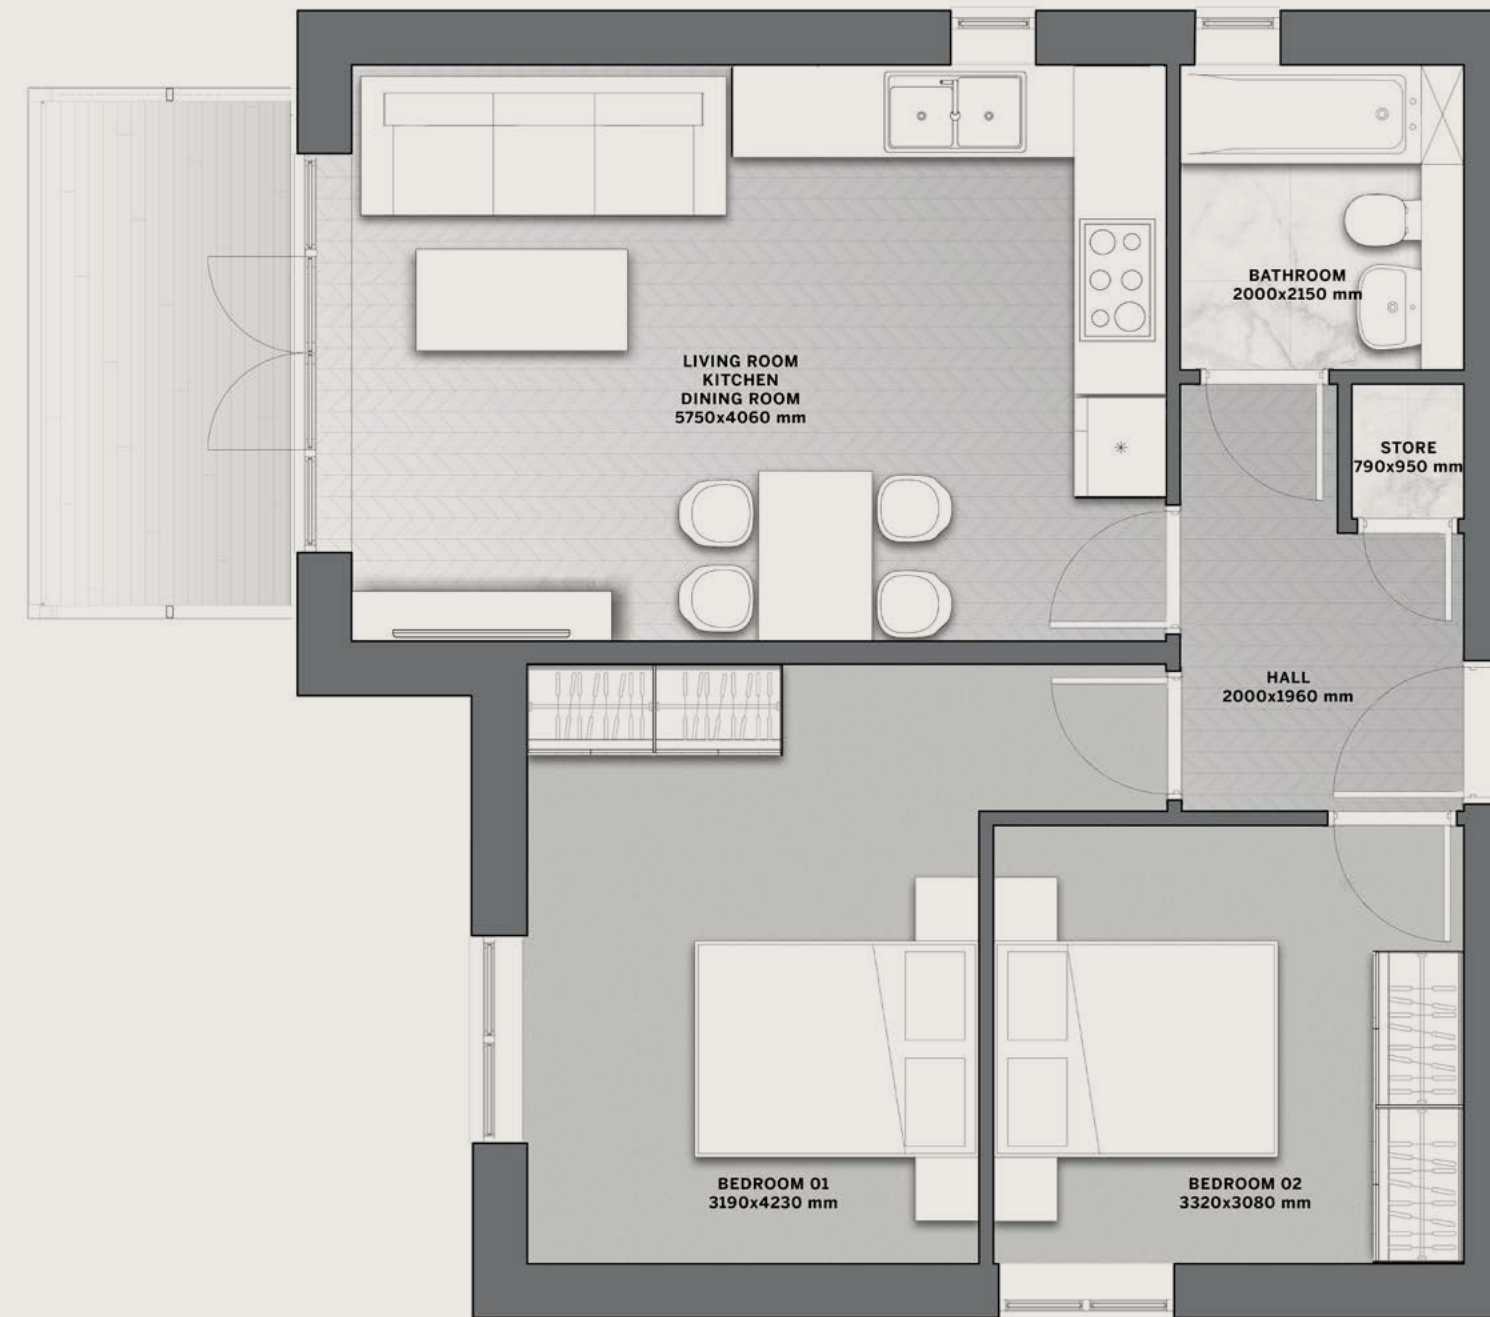 BATHROOM
2000x2150 mm
LIVING ROOM
KITCHEN
DINING ROOM
5750x4060 mm
STORE
790x950 mm
HALL
2000x1960 mm
BEDROOM 01
3190x4230 mm
BEDROOM 02
3320x3080 mm